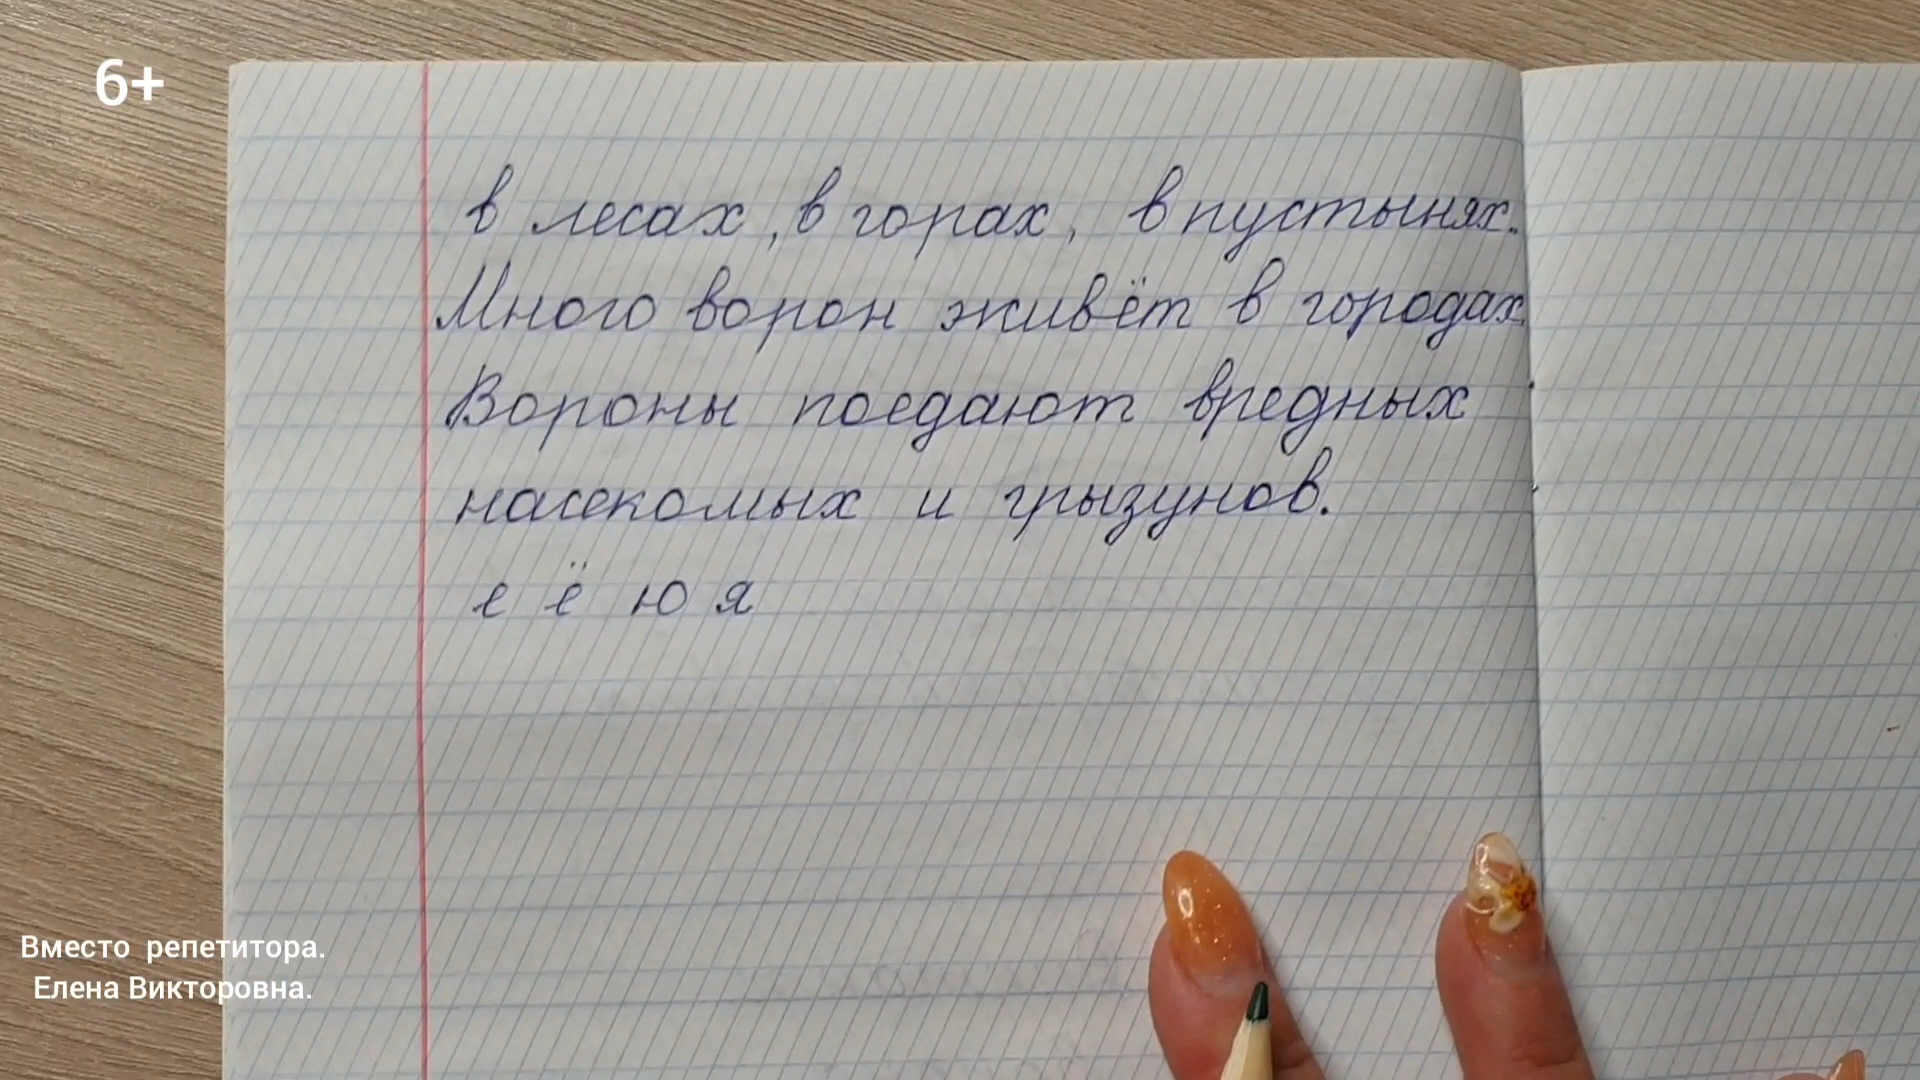 6+
в лесах, в горах, в пустынях.
Много ворон живёт в городах.
Вороны поедают вредных
насекомых и грызунов.
е ё ю я
Вместо репетитора.
Елена Викторовна.